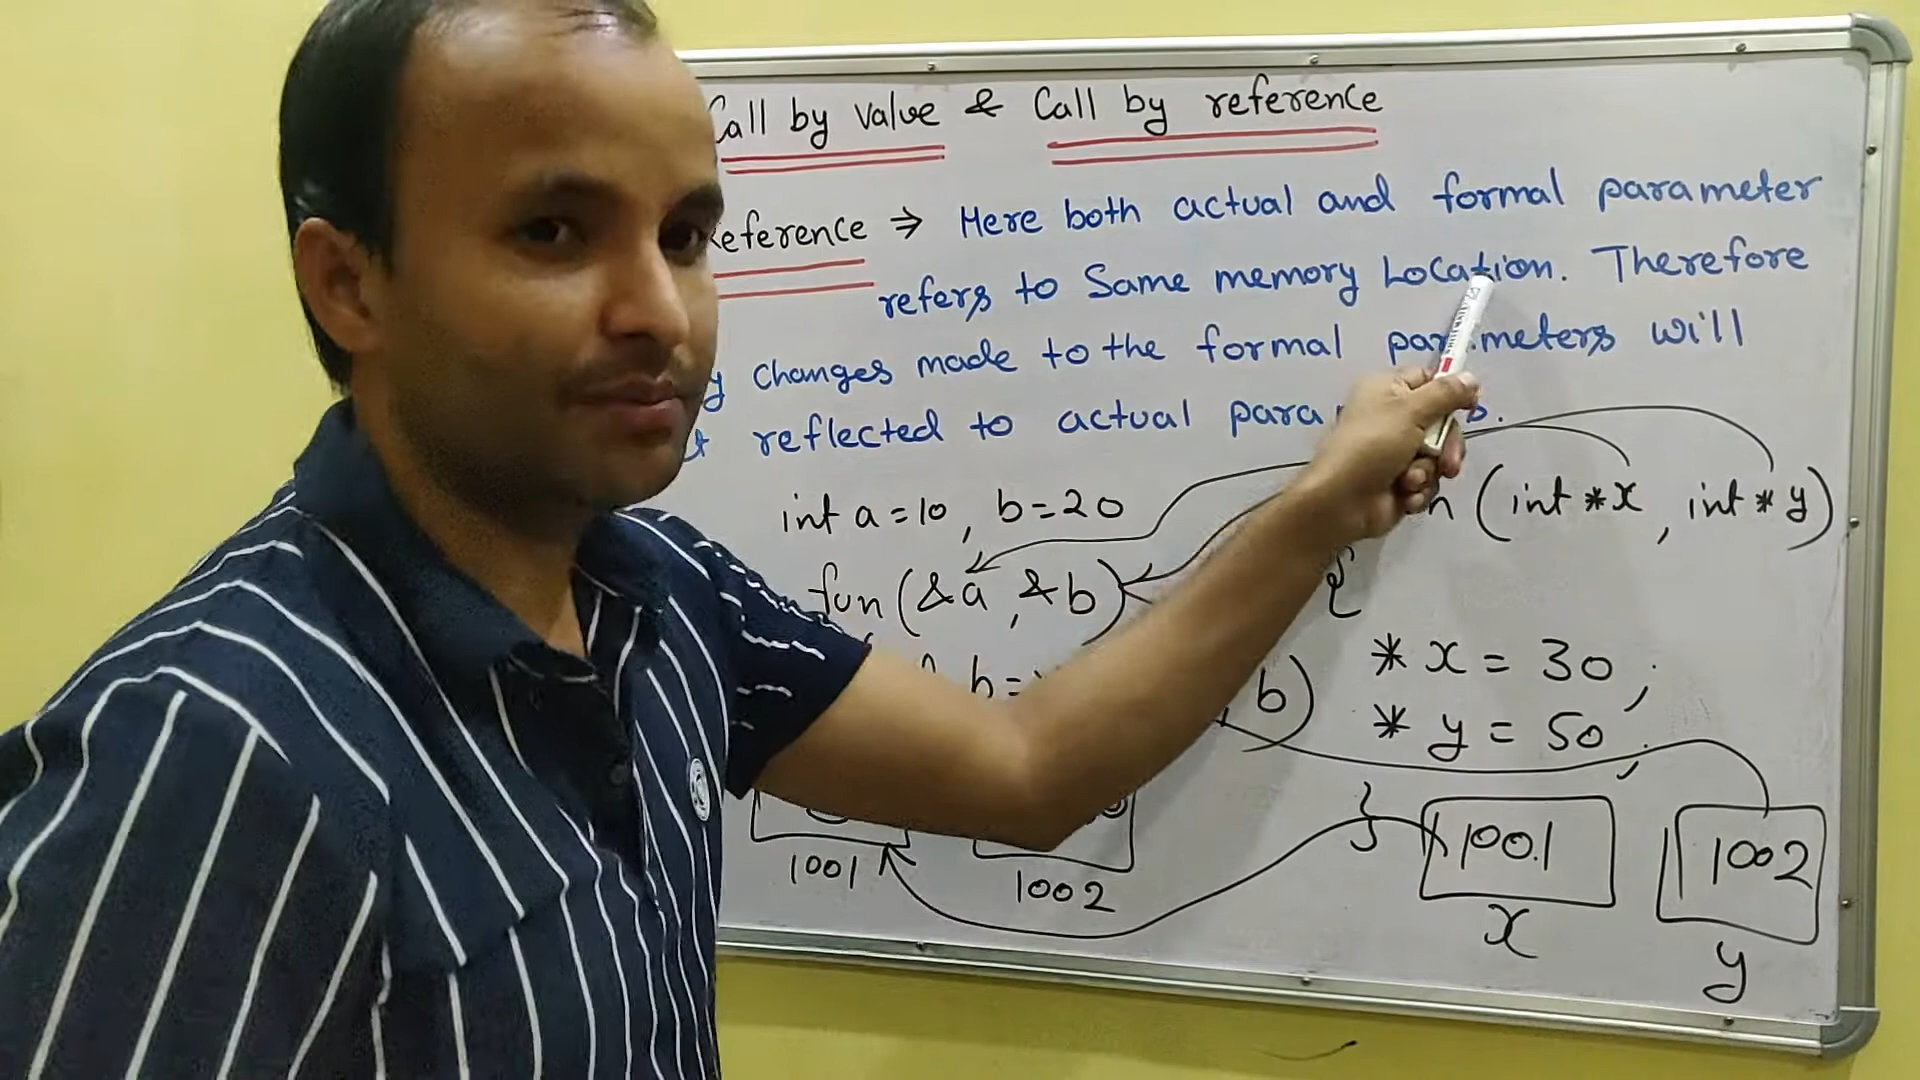 Call by value & Call by reference
Reference ⇒ Here both actual and formal parameter
refers to Same memory Location. Therefore
y changes made to the formal parameters will
reflected to actual para s.
int a=10, b=20
n (int *x, int *y)
fun (&a, &b)
{
b=
, b)
* x = 30;
* y = 50;
}
1001
1002
1001
1002
x
y